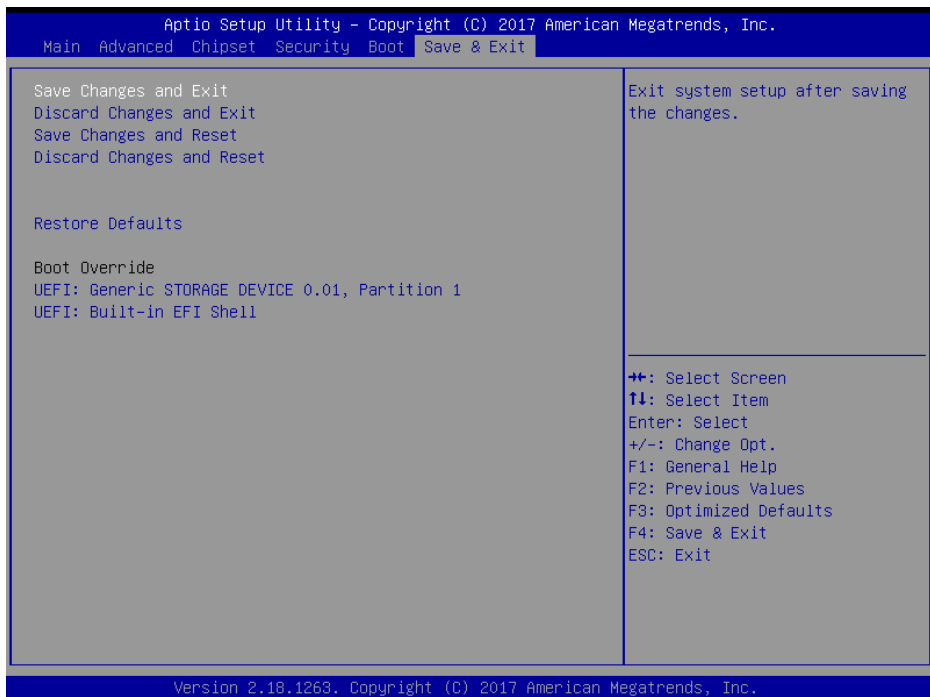 Aptio Setup Utility – Copyright (C) 2017 American Megatrends, Inc.
Main Advanced Chipset Security Boot Save & Exit
Save Changes and Exit
Discard Changes and Exit
Save Changes and Reset
Discard Changes and Reset
Restore Defaults
Boot Override
UEFI: Generic STORAGE DEVICE 0.01, Partition 1
UEFI: Built-in EFI Shell
Exit system setup after saving
the changes.
→←: Select Screen
↑↓: Select Item
Enter: Select
+/-: Change Opt.
F1: General Help
F2: Previous Values
F3: Optimized Defaults
F4: Save & Exit
ESC: Exit
Version 2.18.1263. Copyright (C) 2017 American Megatrends, Inc.